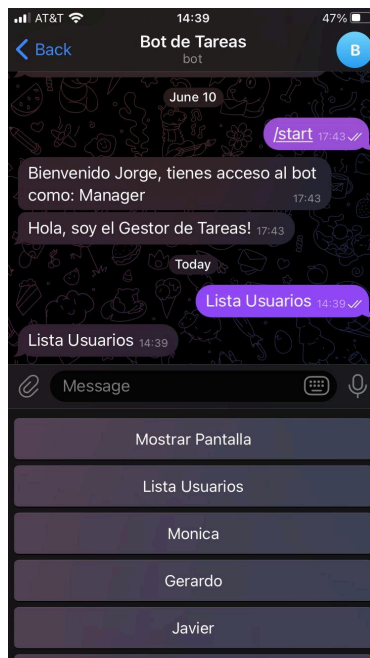 AT&T 14:39 47%
Back Bot de Tareas B
bot
June 10
/start 17:43
Bienvenido Jorge, tienes acceso al bot
como: Manager 17:43
Hola, soy el Gestor de Tareas! 17:43
Today
Lista Usuarios 14:39
Lista Usuarios 14:39
Message
Mostrar Pantalla
Lista Usuarios
Monica
Gerardo
Javier